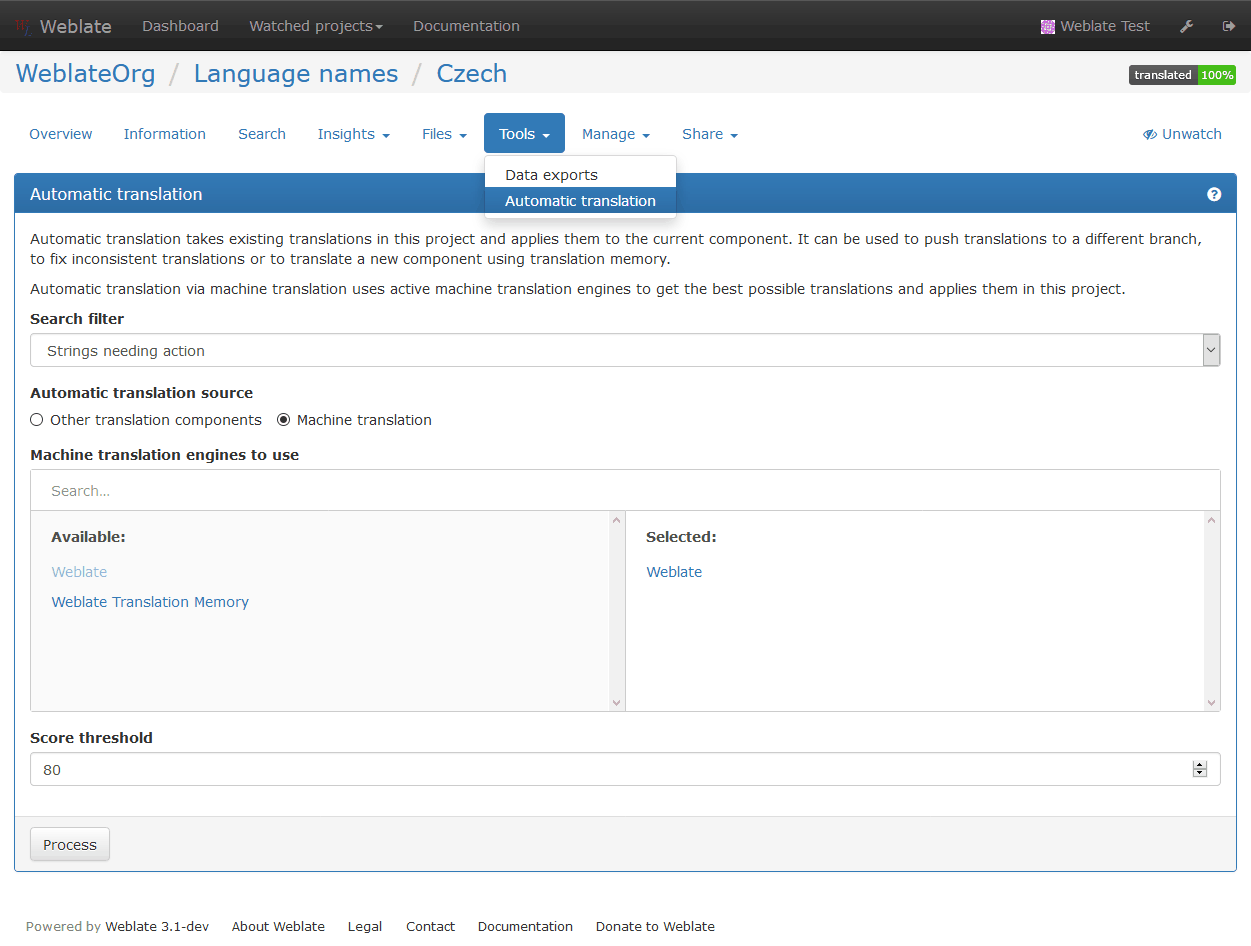 Weblate Dashboard Watched projects Documentation Weblate Test
WeblateOrg / Language names / Czech translated 100%
Overview Information Search Insights Files Tools Manage Share Unwatch
Data exports
Automatic translation
Automatic translation
Automatic translation takes existing translations in this project and applies them to the current component. It can be used to push translations to a different branch,
to fix inconsistent translations or to translate a new component using translation memory.
Automatic translation via machine translation uses active machine translation engines to get the best possible translations and applies them in this project.
Search filter
Strings needing action
Automatic translation source
Other translation components Machine translation
Machine translation engines to use
Search...
Available: Selected:
Weblate Weblate
Weblate Translation Memory
Score threshold
80
Process
Powered by Weblate 3.1-dev About Weblate Legal Contact Documentation Donate to Weblate